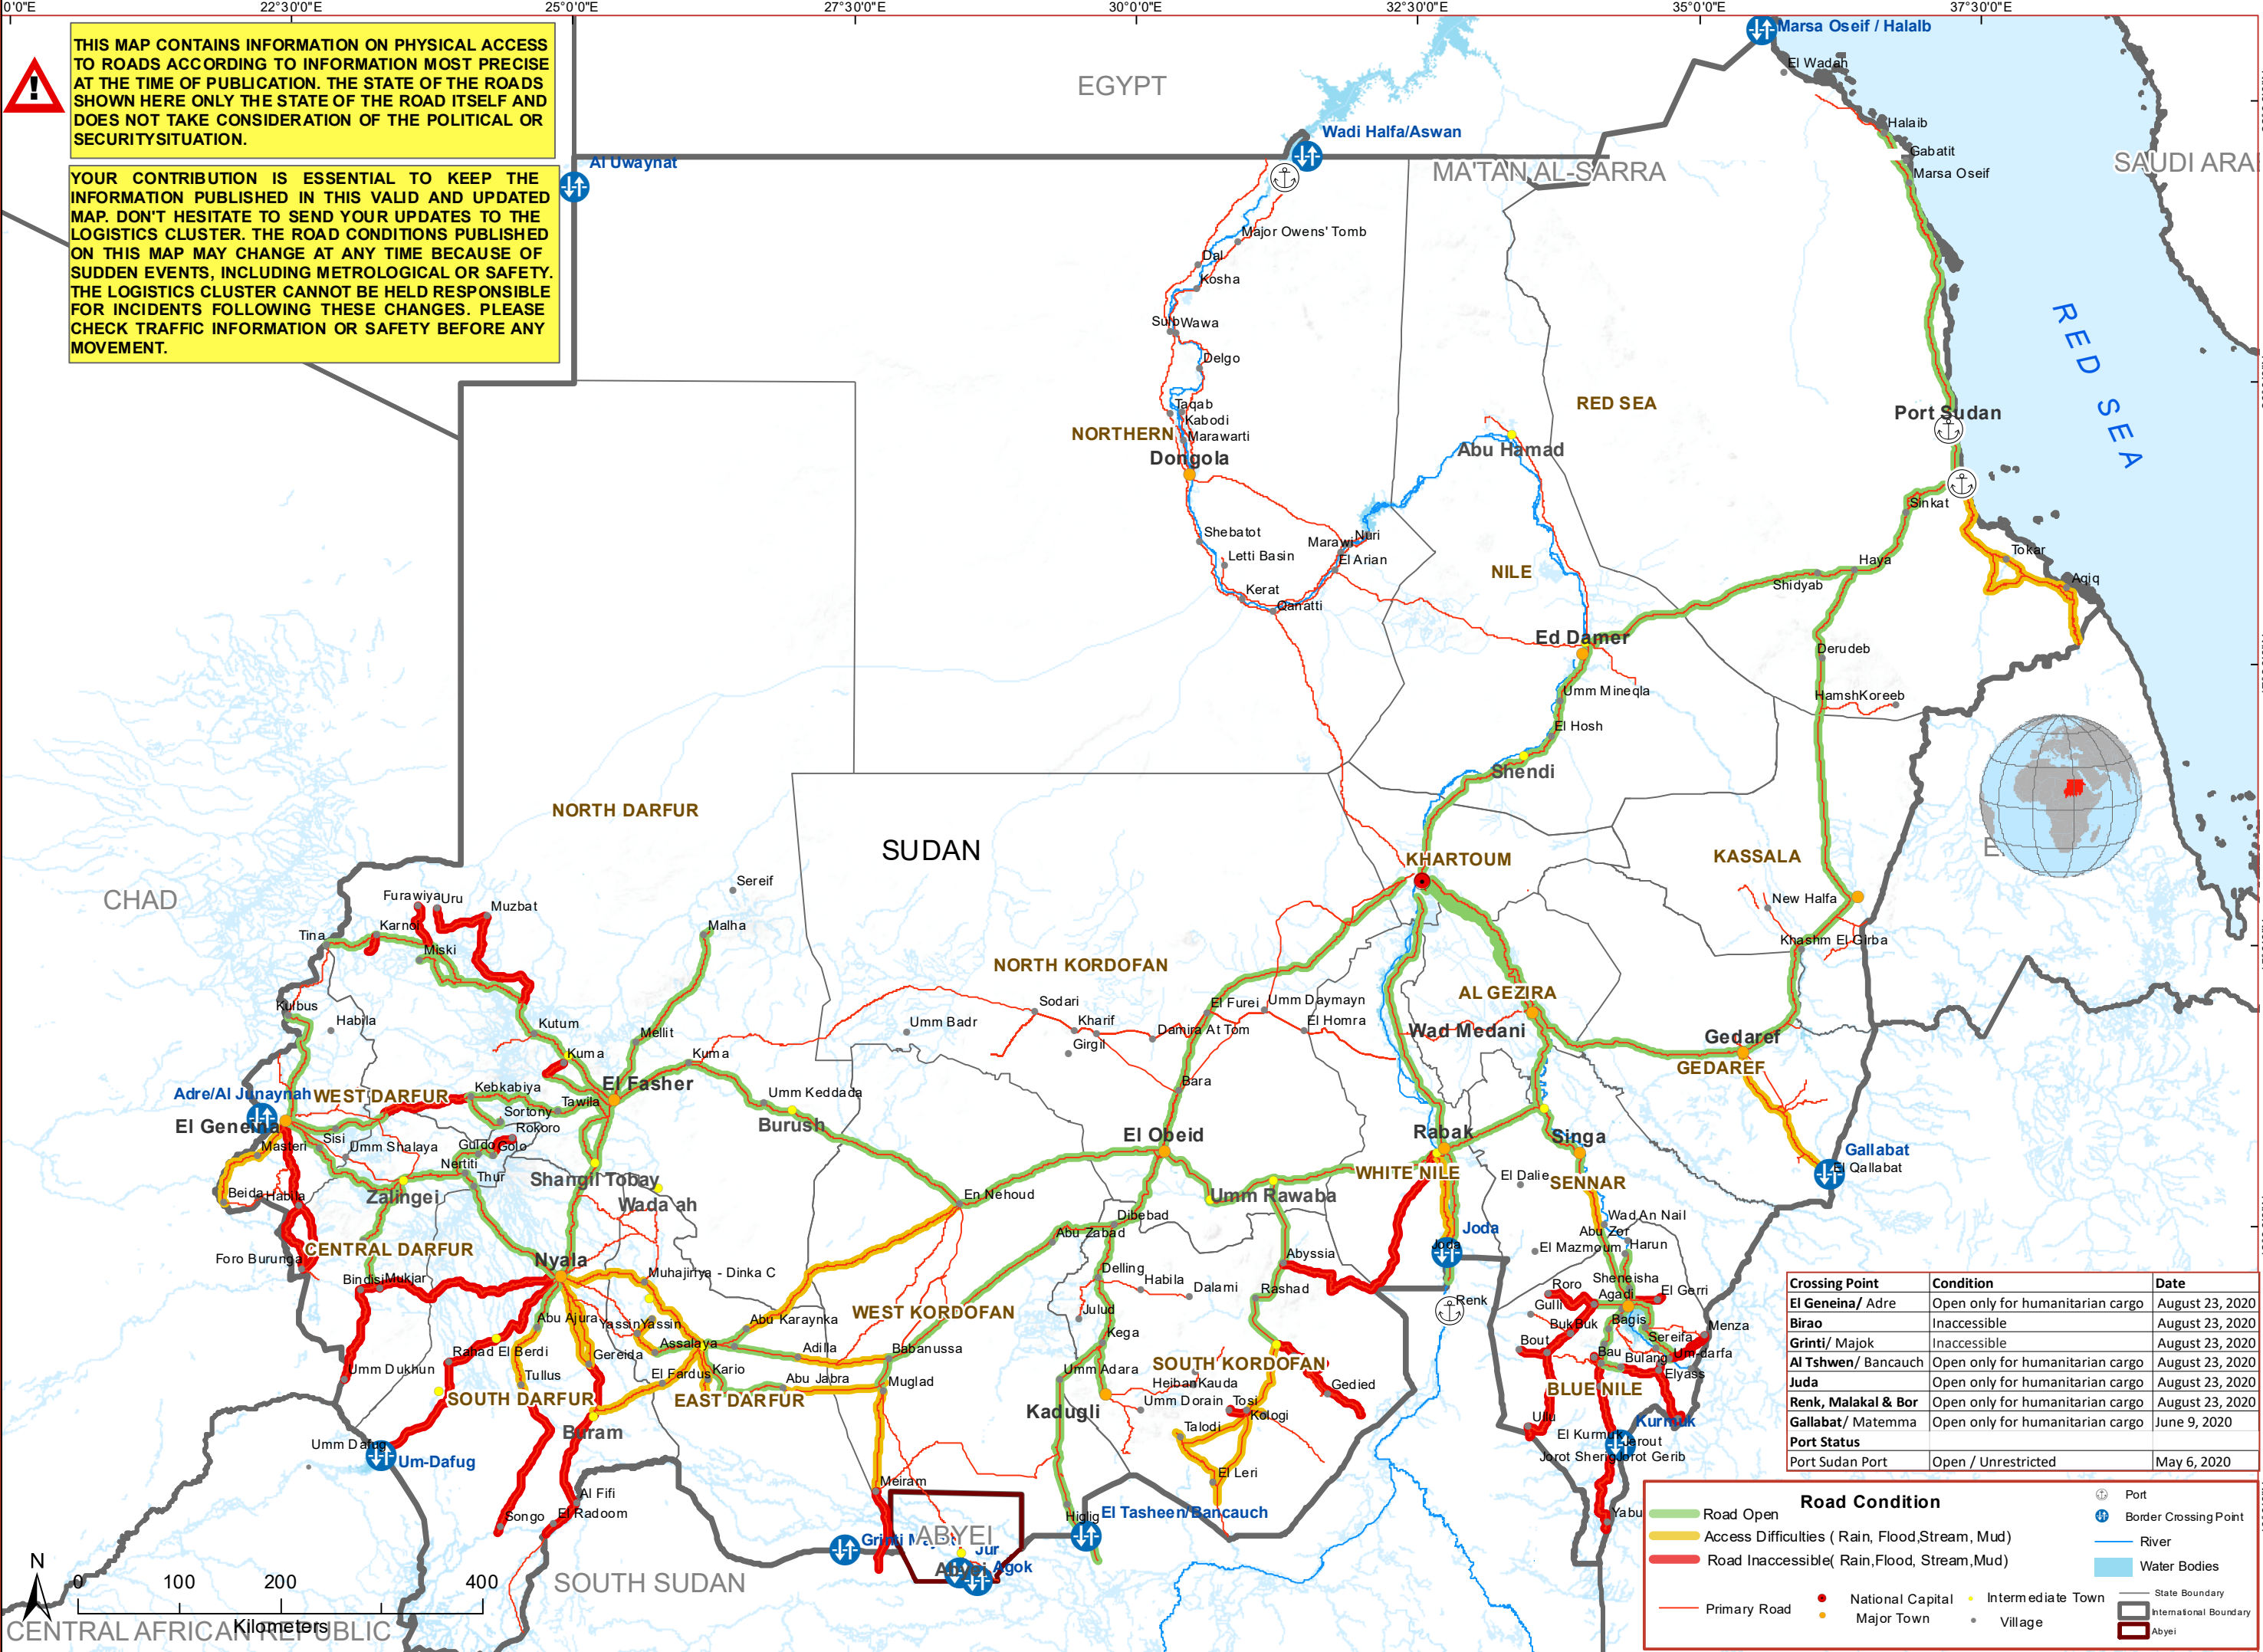 0'0"E
22°30'0"E
25°0'0"E
27°30'0"E
30°0'0"E
32°30'0"E
35°0'0"E
37°30'0"E
THIS MAP CONTAINS INFORMATION ON PHYSICAL ACCESS
TO ROADS ACCORDING TO INFORMATION MOST PRECISE
AT THE TIME OF PUBLICATION. THE STATE OF THE ROADS
SHOWN HERE ONLY THE STATE OF THE ROAD ITSELF AND
DOES NOT TAKE CONSIDERATION OF THE POLITICAL OR
SECURITYSITUATION.
YOUR CONTRIBUTION IS ESSENTIAL TO KEEP THE
INFORMATION PUBLISHED IN THIS VALID AND UPDATED
MAP. DON'T HESITATE TO SEND YOUR UPDATES TO THE
LOGISTICS CLUSTER. THE ROAD CONDITIONS PUBLISHED
ON THIS MAP MAY CHANGE AT ANY TIME BECAUSE OF
SUDDEN EVENTS, INCLUDING METROLOGICAL OR SAFETY.
THE LOGISTICS CLUSTER CANNOT BE HELD RESPONSIBLE
FOR INCIDENTS FOLLOWING THESE CHANGES. PLEASE
CHECK TRAFFIC INFORMATION OR SAFETY BEFORE ANY
MOVEMENT.
Marsa Oseif / Halalb
El Wadah
EGYPT
Halaib
Wadi Halfa/Aswan
Gabatit
Al Uwaynat
MA'TAN AL-SARRA
SAUDI ARA
Marsa Oseif
Major Owens' Tomb
Dal
Kosha
Sulb
Wawa
RED SEA
Delgo
RED SEA
Taqab
Kabodi
Port Sudan
NORTHERN
Marawarti
Dongola
Abu Hamad
Sinkat
Shebatot
Letti Basin
Marawi
Nuri
El Arian
NILE
Haya
Tokar
Shidyab
Aqiq
Kerat
Qanatti
Ed Damer
Derudeb
Umm Mineqla
HamshKoreeb
El Hosh
Shendi
NORTH DARFUR
SUDAN
KHARTOUM
KASSALA
E
CHAD
Sereif
Furawiya
Uru
Muzbat
New Halfa
Karnoi
Malha
Tina
Miski
Khashm El Girba
NORTH KORDOFAN
AL GEZIRA
Kulbus
Habila
Sodari
El Furei
Umm Daymayn
Kutum
Mellit
Umm Badr
Kharif
Damira At Tom
El Homra
Wad Medani
Gedaref
Girgil
Kuma
Kuma
GEDAREF
Adre/Al Junaynah
WEST DARFUR
Kebkabiya
El Fasher
Umm Keddada
Bara
Tawila
Sortony
El Geneina
Rokoro
Burush
El Obeid
Rabak
Singa
Sisi
Masteri
Umm Shalaya
Guldo
Golo
Gallabat
El Qallabat
Nertiti
Thur
Shangil Tobay
WHITE NILE
El Dalie
SENNAR
Beida
Habila
Zalingei
Wada'ah
En Nehoud
Umm Rawaba
Dibebad
Abu Zabad
Joda
Wad An Nail
Abu Zor
Foro Burunga
CENTRAL DARFUR
Nyala
Abyssia
Joda
El Mazmoum
Harun
Bindisi
Mukjar
Muhajiriya - Dinka C
Delling
Habila
Dalami
Rashad
Sheneisha
Roro
Agadi
El Gerri
Renk
Gulli
WEST KORDOFAN
Julud
Abu Ajura
Yassin
Yassin
Abu Karaynka
Kega
BukBuk
Bagis
Menza
Bout
Sereifa
Assalaya
Adilla
Babanussa
Rahad El Berdi
Gereida
Bau
Bulang
Um-darfa
Umm Dukhun
Kario
Umm Adara
SOUTH KORDOFAN
Elyass
Tullus
El Fardus
Abu Jabra
Muglad
Heiban
Kauda
Gedied
BLUE NILE
SOUTH DARFUR
EAST DARFUR
Kadugli
Umm Dorain
Tosi
Kologi
Ullu
Kurmuk
Buram
Talodi
El Kurmuk
Jerout
Umm Dafug
Um-Dafug
Jorot Sherig
Jorot Gerib
El Leri
Meiram
Al Fifi
Songo
El Radoom
Higlig
El Tasheen/Bancauch
Yabu
ABYEI
Jur
Agok
SOUTH SUDAN
CENTRAL AFRICAN REPUBLIC
N
0 100 200 400
Kilometers
Crossing Point Condition Date
El Geneina/ Adre Open only for humanitarian cargo August 23, 2020
Birao Inaccessible August 23, 2020
Grinti/ Majok Inaccessible August 23, 2020
Al Tshwen/ Bancauch Open only for humanitarian cargo August 23, 2020
Juda Open only for humanitarian cargo August 23, 2020
Renk, Malakal & Bor Open only for humanitarian cargo August 23, 2020
Gallabat/ Matemma Open only for humanitarian cargo June 9, 2020
Port Status
Port Sudan Port Open / Unrestricted May 6, 2020
Road Condition
Road Open
Access Difficulties ( Rain, Flood,Stream, Mud)
Road Inaccessible( Rain,Flood, Stream,Mud)
Primary Road
National Capital
Major Town
Intermediate Town
Village
Port
Border Crossing Point
River
Water Bodies
State Boundary
International Boundary
Abyei